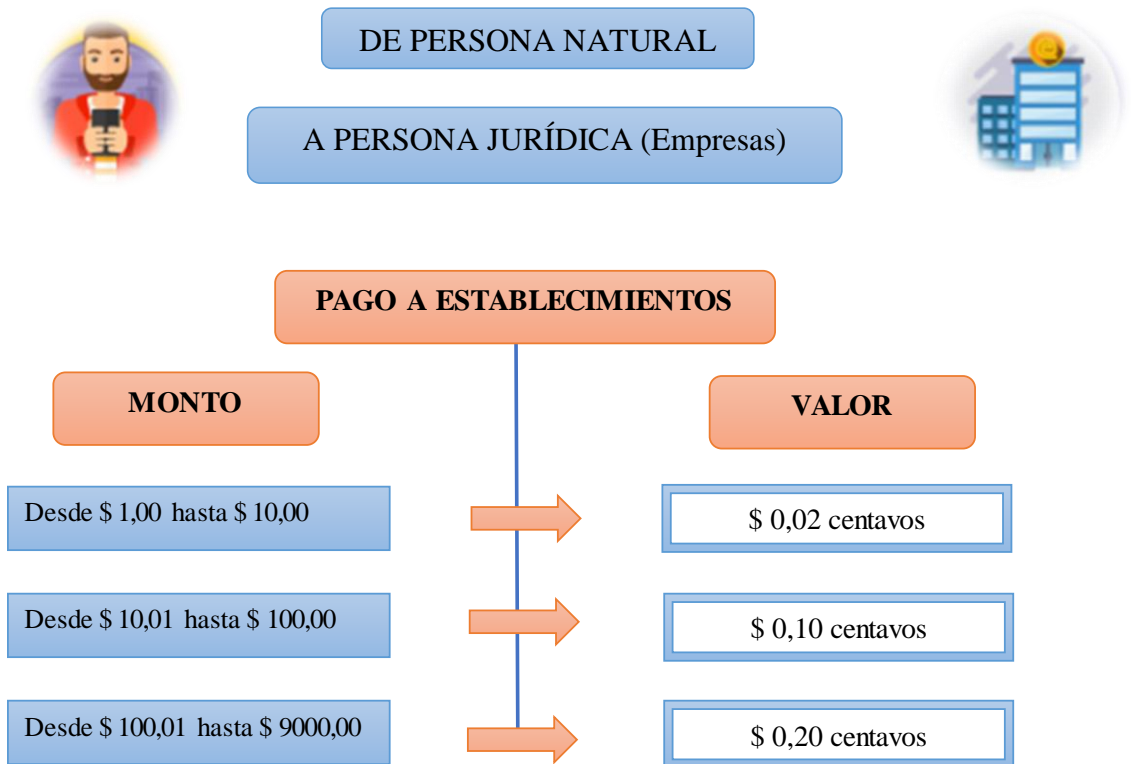 DE PERSONA NATURAL
A PERSONA JURÍDICA (Empresas)
PAGO A ESTABLECIMIENTOS
MONTO
VALOR
Desde $ 1,00 hasta $ 10,00
$ 0,02 centavos
Desde $ 10,01 hasta $ 100,00
$ 0,10 centavos
Desde $ 100,01 hasta $ 9000,00
$ 0,20 centavos